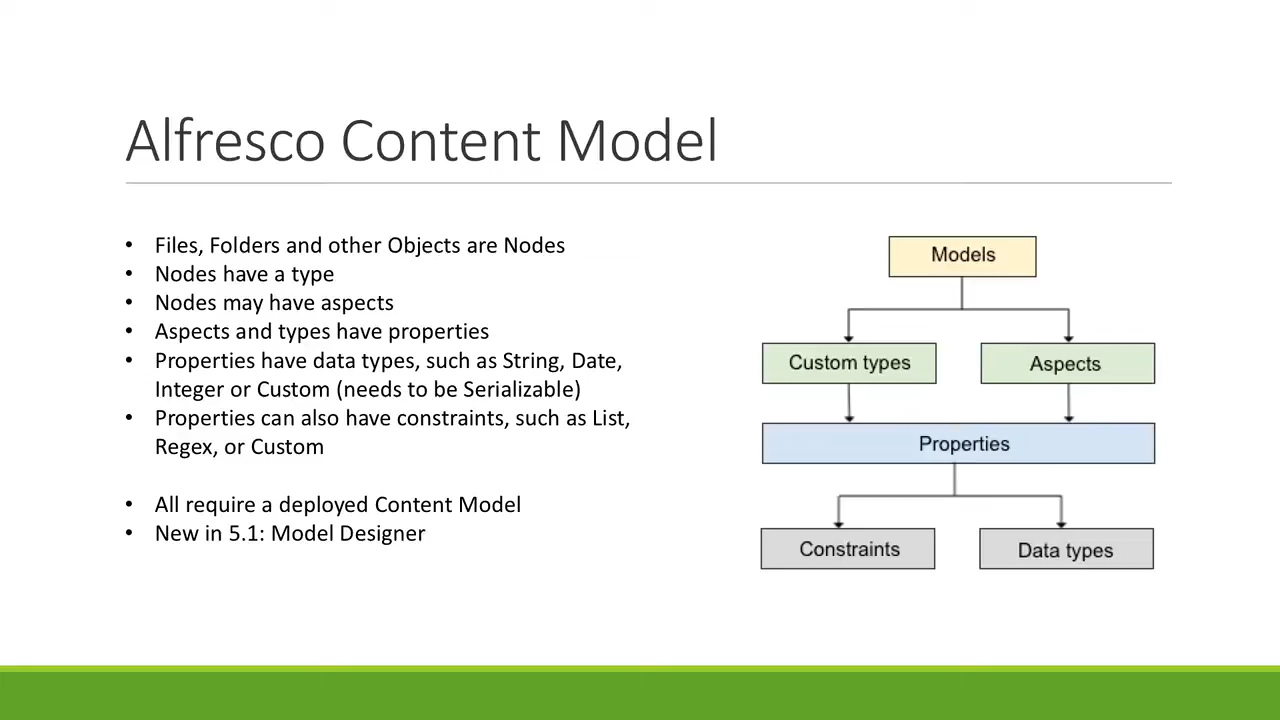 Alfresco Content Model
• Files, Folders and other Objects are Nodes
• Nodes have a type
• Nodes may have aspects
• Aspects and types have properties
• Properties have data types, such as String, Date,
Integer or Custom (needs to be Serializable)
• Properties can also have constraints, such as List,
Regex, or Custom
• All require a deployed Content Model
• New in 5.1: Model Designer
Models
Custom types
Aspects
Properties
Constraints
Data types